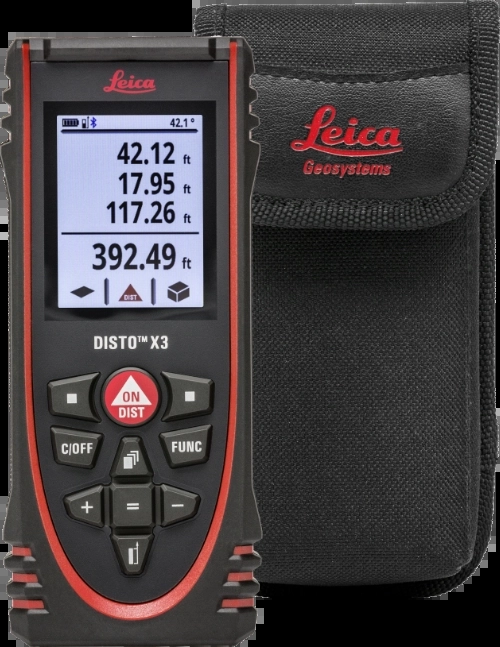 Leica
42.1°
42.12 ft
17.95 ft
117.26 ft
392.49 ft
DIST
DISTO™ X3
ON
DIST
C/OFF
FUNC
+ = −
Leica
Geosystems